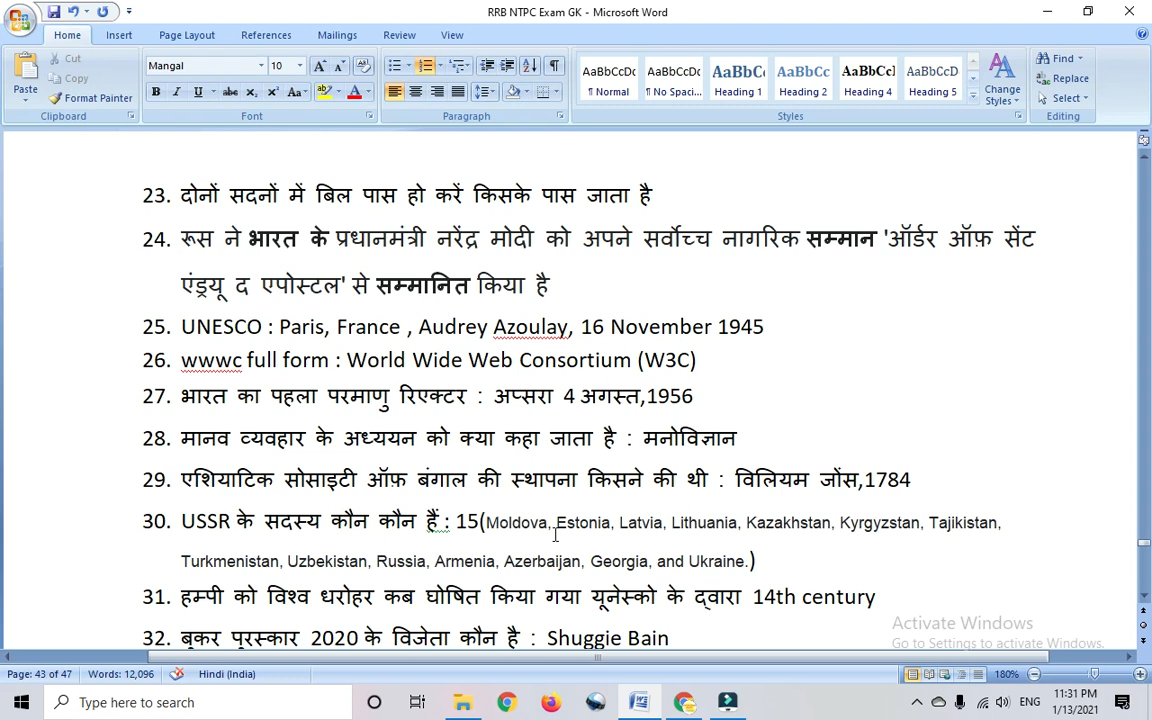 RRB NTPC Exam GK - Microsoft Word
Home Insert Page Layout References Mailings Review View
Paste Cut Copy Format Painter Clipboard
Mangal 10 Font
Paragraph
AaBbCcDc AaBbCcDc AaBbC AaBbCc AaBbCcI AaBbCcD
¶ Normal ¶ No Spaci... Heading 1 Heading 2 Heading 4 Heading 5 Change Styles Styles
Find Replace Select Editing
23. दोनों सदनों में बिल पास हो करें किसके पास जाता है
24. रूस ने भारत के प्रधानमंत्री नरेंद्र मोदी को अपने सर्वोच्च नागरिक सम्मान 'ऑर्डर ऑफ़ सेंट
एंड्रयू द एपोस्टल' से सम्मानित किया है
25. UNESCO : Paris, France , Audrey Azoulay, 16 November 1945
26. wwwc full form : World Wide Web Consortium (W3C)
27. भारत का पहला परमाणु रिएक्टर : अप्सरा 4 अगस्त,1956
28. मानव व्यवहार के अध्ययन को क्या कहा जाता है : मनोविज्ञान
29. एशियाटिक सोसाइटी ऑफ़ बंगाल की स्थापना किसने की थी : विलियम जोंस,1784
30. USSR के सदस्य कौन कौन हैं : 15(Moldova, Estonia, Latvia, Lithuania, Kazakhstan, Kyrgyzstan, Tajikistan,
Turkmenistan, Uzbekistan, Russia, Armenia, Azerbaijan, Georgia, and Ukraine.)
31. हम्पी को विश्व धरोहर कब घोषित किया गया यूनेस्को के द्वारा 14th century
32. बुकर पुरस्कार 2020 के विजेता कौन है : Shuggie Bain
Activate Windows
Go to Settings to activate Windows.
Page: 43 of 47 Words: 12,096 Hindi (India) 180%
Type here to search ENG 11:31 PM
1/13/2021